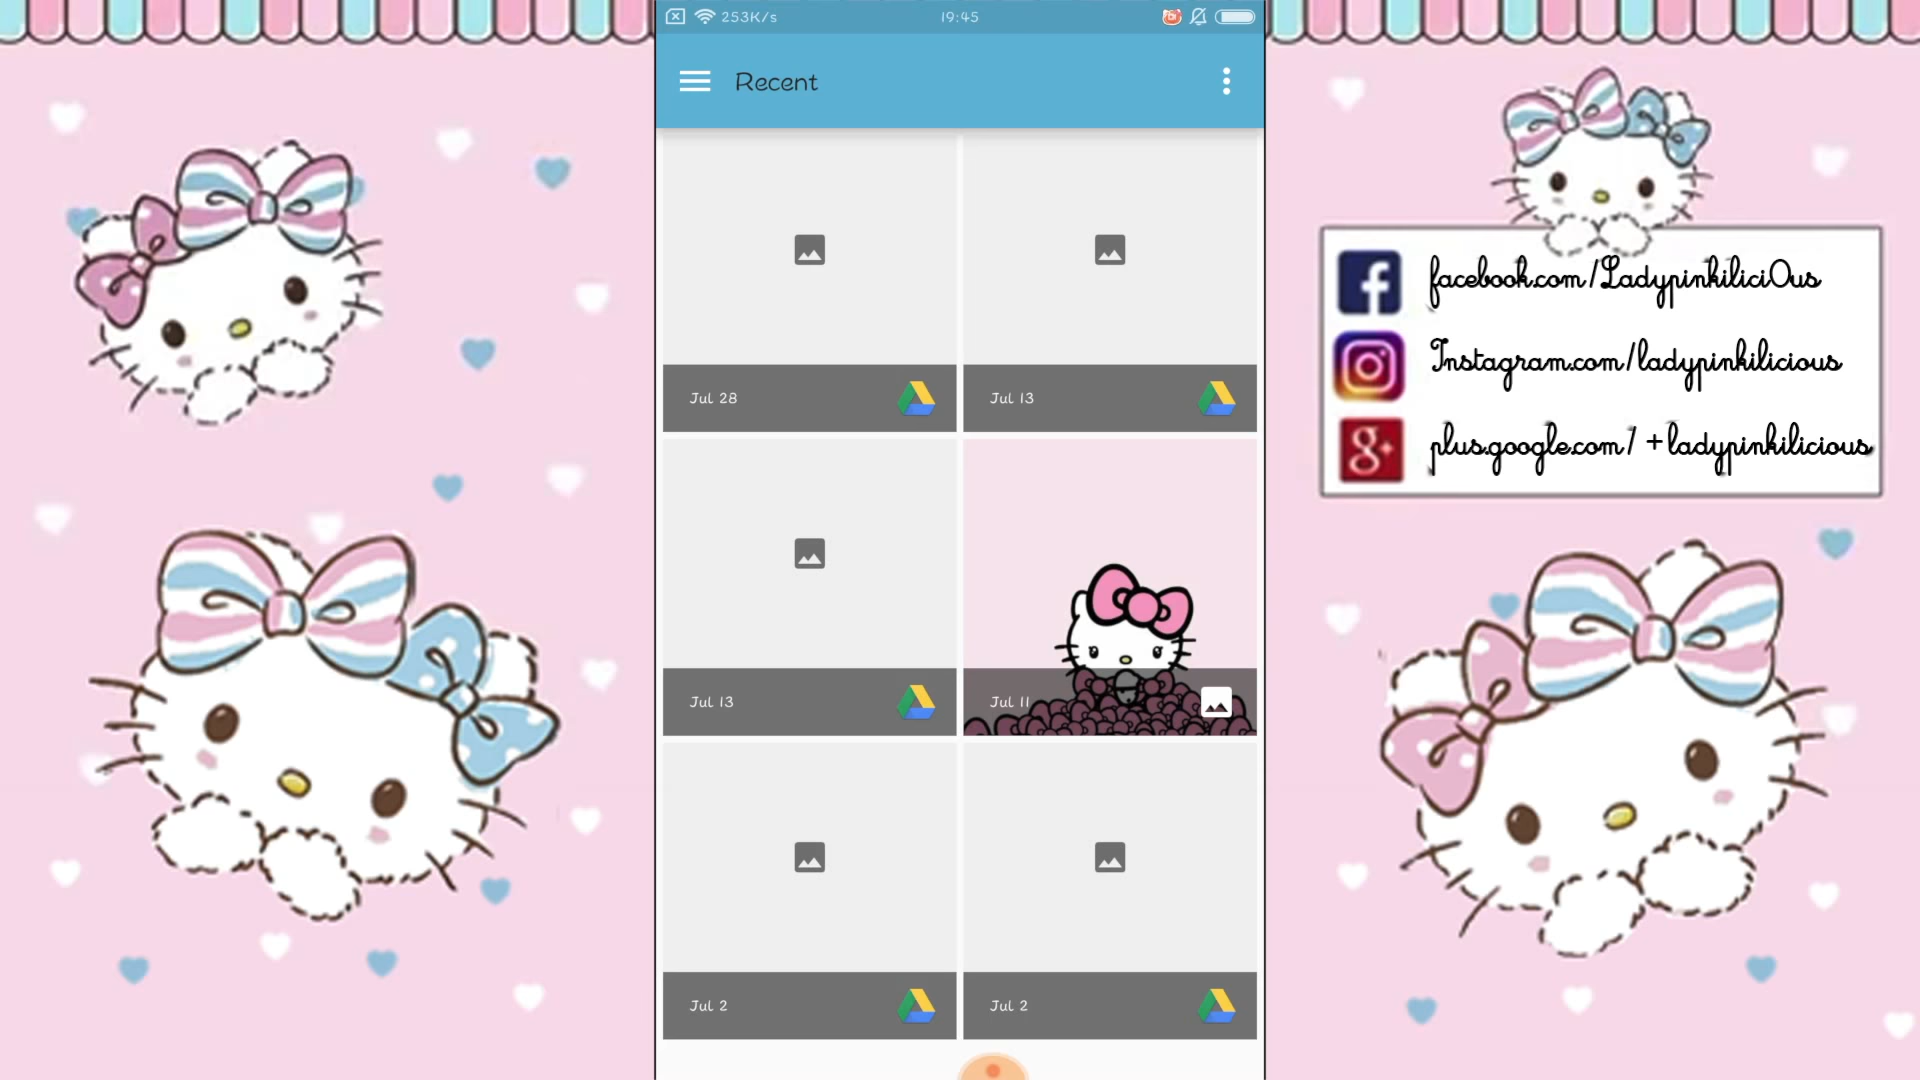 253K/s
19:45
Recent
Jul 28
Jul 13
Jul 13
Jul 11
Jul 2
Jul 2
facebook.com/LadypinkiliciOus
Instagram.com/ladypinkilicious
plus.google.com/+ladypinkilicious